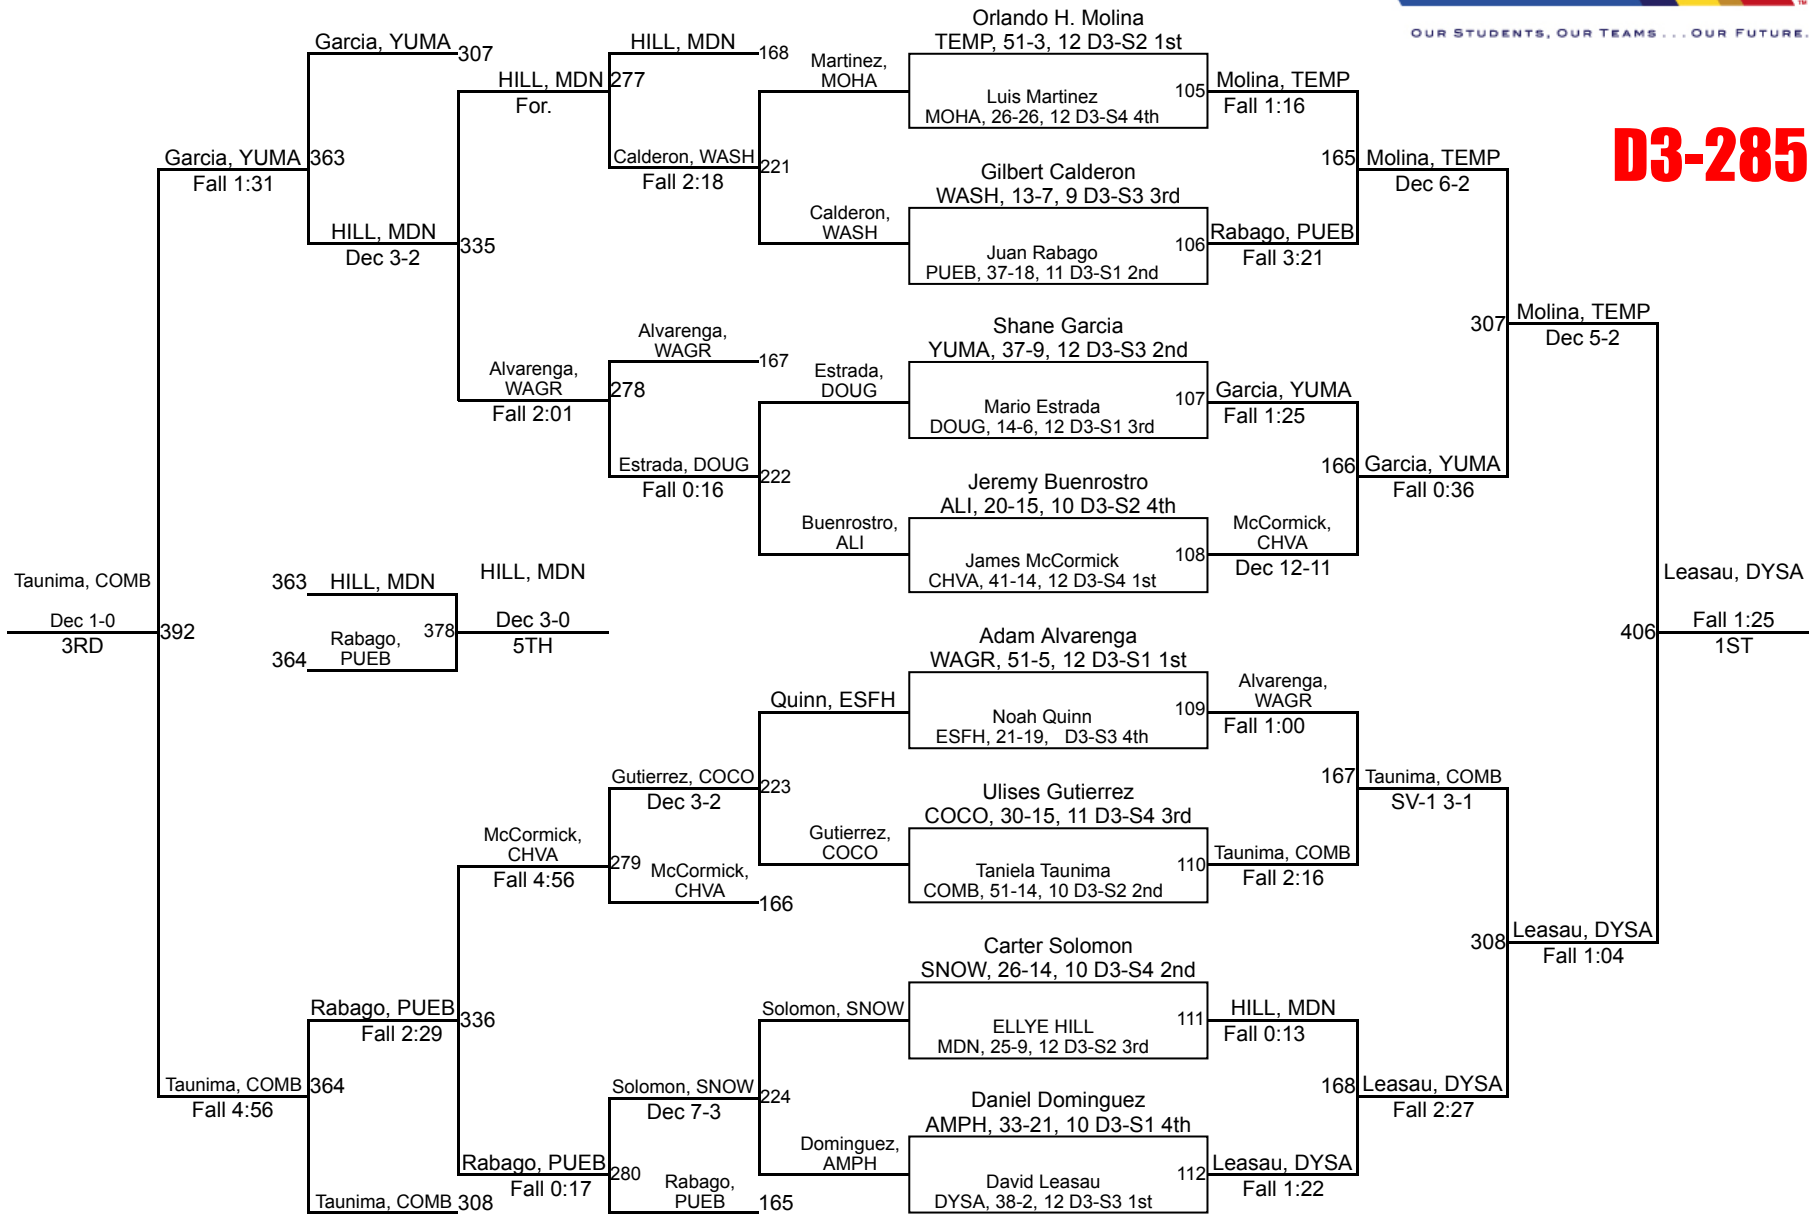 OUR STUDENTS, OUR TEAMS . . . OUR FUTURE.
TM
D3-285
Garcia, YUMA
307
HILL, MDN
For.
277
HILL, MDN
168
Calderon, WASH
Fall 2:18
221
Martinez,
MOHA
Calderon,
WASH
Garcia, YUMA
Fall 1:31
363
HILL, MDN
Dec 3-2
335
Alvarenga,
WAGR
Fall 2:01
278
Alvarenga,
WAGR
167
Estrada, DOUG
Fall 0:16
222
Estrada,
DOUG
Buenrostro,
ALI
Taunima, COMB
Dec 1-0
3RD
392
363
HILL, MDN
364
Rabago,
PUEB
378
HILL, MDN
Dec 3-0
5TH
Quinn, ESFH
Gutierrez, COCO
Dec 3-2
223
Gutierrez,
COCO
McCormick,
CHVA
Fall 4:56
279
McCormick,
CHVA
166
Rabago, PUEB
Fall 2:29
336
Taunima, COMB
Fall 4:56
364
Solomon, SNOW
Solomon, SNOW
Dec 7-3
224
Dominguez,
AMPH
Rabago, PUEB
Fall 0:17
280
Rabago,
PUEB
165
Taunima, COMB
308
Orlando H. Molina
TEMP, 51-3, 12 D3-S2 1st
Luis Martinez
MOHA, 26-26, 12 D3-S4 4th
105
Molina, TEMP
Fall 1:16
Gilbert Calderon
WASH, 13-7, 9 D3-S3 3rd
Juan Rabago
PUEB, 37-18, 11 D3-S1 2nd
106
Rabago, PUEB
Fall 3:21
165
Molina, TEMP
Dec 6-2
Shane Garcia
YUMA, 37-9, 12 D3-S3 2nd
Mario Estrada
DOUG, 14-6, 12 D3-S1 3rd
107
Garcia, YUMA
Fall 1:25
Jeremy Buenrostro
ALI, 20-15, 10 D3-S2 4th
James McCormick
CHVA, 41-14, 12 D3-S4 1st
108
McCormick,
CHVA
Dec 12-11
166
Garcia, YUMA
Fall 0:36
307
Molina, TEMP
Dec 5-2
Adam Alvarenga
WAGR, 51-5, 12 D3-S1 1st
Noah Quinn
ESFH, 21-19, D3-S3 4th
109
Alvarenga,
WAGR
Fall 1:00
Ulises Gutierrez
COCO, 30-15, 11 D3-S4 3rd
Taniela Taunima
COMB, 51-14, 10 D3-S2 2nd
110
Taunima, COMB
Fall 2:16
167
Taunima, COMB
SV-1 3-1
Carter Solomon
SNOW, 26-14, 10 D3-S4 2nd
ELLYE HILL
MDN, 25-9, 12 D3-S2 3rd
111
HILL, MDN
Fall 0:13
Daniel Dominguez
AMPH, 33-21, 10 D3-S1 4th
David Leasau
DYSA, 38-2, 12 D3-S3 1st
112
Leasau, DYSA
Fall 1:22
168
Leasau, DYSA
Fall 2:27
308
Leasau, DYSA
Fall 1:04
406
Leasau, DYSA
Fall 1:25
1ST